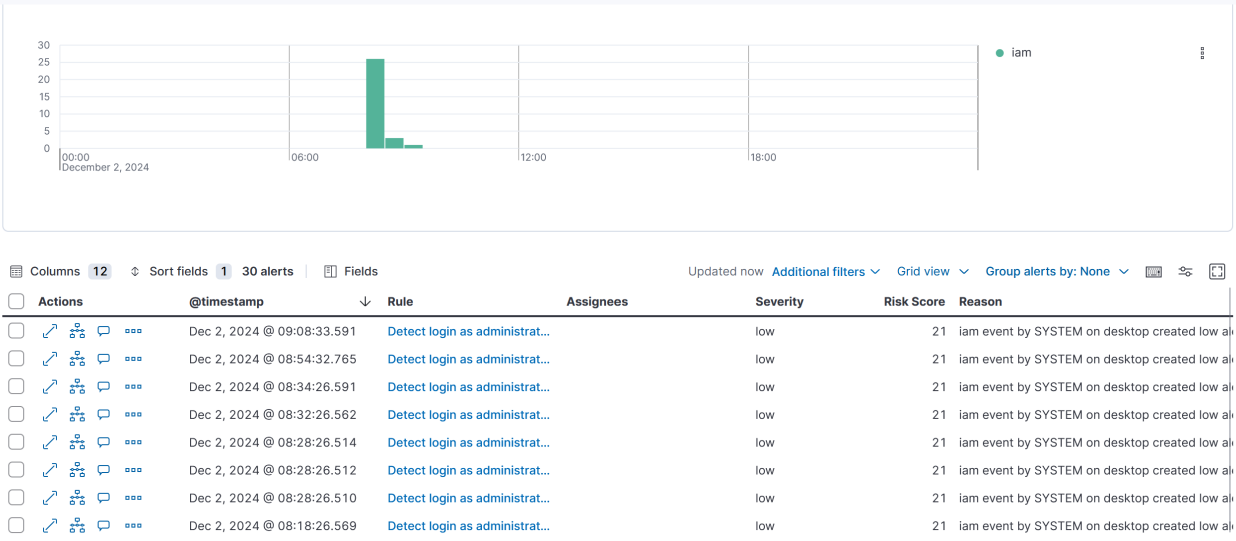 30
25
20
15
10
5
0
iam
00:00 06:00 12:00 18:00
December 2, 2024
Columns 12 Sort fields 1 30 alerts Fields Updated now Additional filters Grid view Group alerts by: None
Actions @timestamp Rule Assignees Severity Risk Score Reason
Dec 2, 2024 @ 09:08:33.591 Detect login as administrat... low 21 iam event by SYSTEM on desktop created low al
Dec 2, 2024 @ 08:54:32.765 Detect login as administrat... low 21 iam event by SYSTEM on desktop created low al
Dec 2, 2024 @ 08:34:26.591 Detect login as administrat... low 21 iam event by SYSTEM on desktop created low al
Dec 2, 2024 @ 08:32:26.562 Detect login as administrat... low 21 iam event by SYSTEM on desktop created low al
Dec 2, 2024 @ 08:28:26.514 Detect login as administrat... low 21 iam event by SYSTEM on desktop created low al
Dec 2, 2024 @ 08:28:26.512 Detect login as administrat... low 21 iam event by SYSTEM on desktop created low al
Dec 2, 2024 @ 08:28:26.510 Detect login as administrat... low 21 iam event by SYSTEM on desktop created low al
Dec 2, 2024 @ 08:18:26.569 Detect login as administrat... low 21 iam event by SYSTEM on desktop created low al